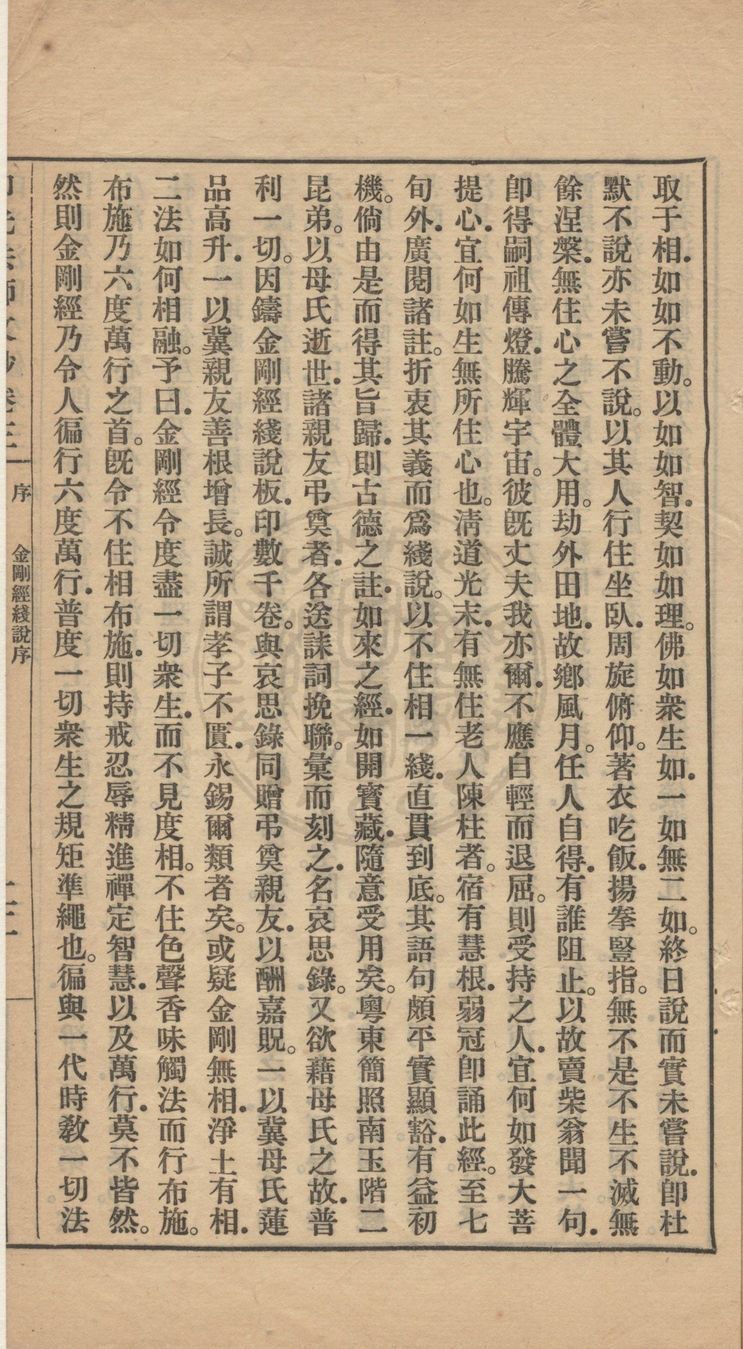 取于相.如如不動。以如如智.契如如理。佛如衆生如.一如無二如。終日說而實未嘗說.卽杜
默不說亦未嘗不說。以其人行住坐臥.周旋俯仰。著衣吃飯.揚拳豎指。無不是不生不滅無
餘涅槃.無住心之全體大用。劫外田地.故鄕風月。任人自得.有誰阻止。以故賣柴翁聞一句.
卽得嗣祖傳燈.騰輝宇宙。彼旣丈夫我亦爾.不應自輕而退屈。則受持之人.宜何如發大菩
提心.宜何如生無所住心也。淸道光末.有無住老人陳柱者。宿有慧根.弱冠卽誦此經。至七
旬外.廣閱諸註。折衷其義而爲綫說。以不住相一綫.直貫到底。其語句頗平實顯豁.有益初
機。倘由是而得其旨歸.則古德之註.如來之經.如開寶藏.隨意受用矣。粵東簡照南玉階二
昆弟。以母氏逝世.諸親友弔奠者.各送誄詞挽聯。彙而刻之.名哀思錄。又欲藉母氏之故.普
利一切。因鑄金剛經綫說板.印數千卷。與哀思錄同贈弔奠親友.以酬嘉貺。一以冀母氏蓮
品高升.一以冀親友善根增長。誠所謂孝子不匱.永錫爾類者矣。或疑金剛無相.淨土有相.
二法如何相融。予曰.金剛經令度盡一切衆生.而不見度相。不住色聲香味觸法而行布施。
布施乃六度萬行之首。旣令不住相布施.則持戒忍辱精進禪定智慧.以及萬行.莫不皆然。
然則金剛經乃令人徧行六度萬行.普度一切衆生之規矩準繩也。徧與一代時敎一切法
序 金剛經綫說序